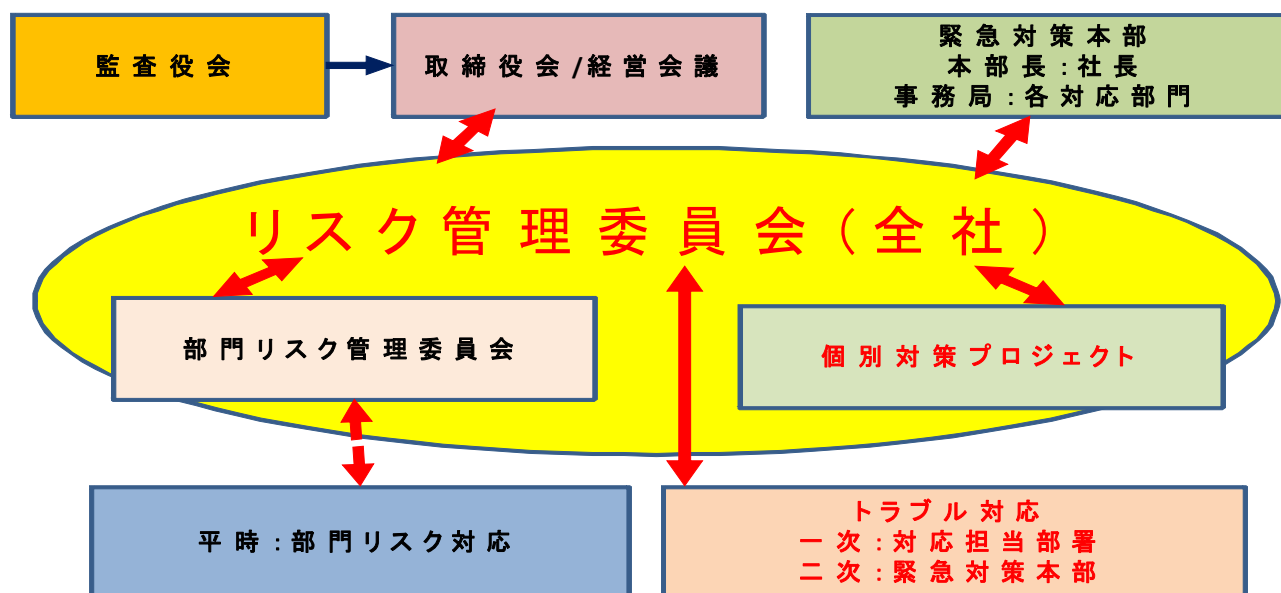 監査役会
取締役会/経営会議
緊急対策本部
本部長:社長
事務局:各対応部門
リスク管理委員会(全社)
部門リスク管理委員会
個別対策プロジェクト
平時:部門リスク対応
トラブル対応
一次:対応担当部署
二次:緊急対策本部